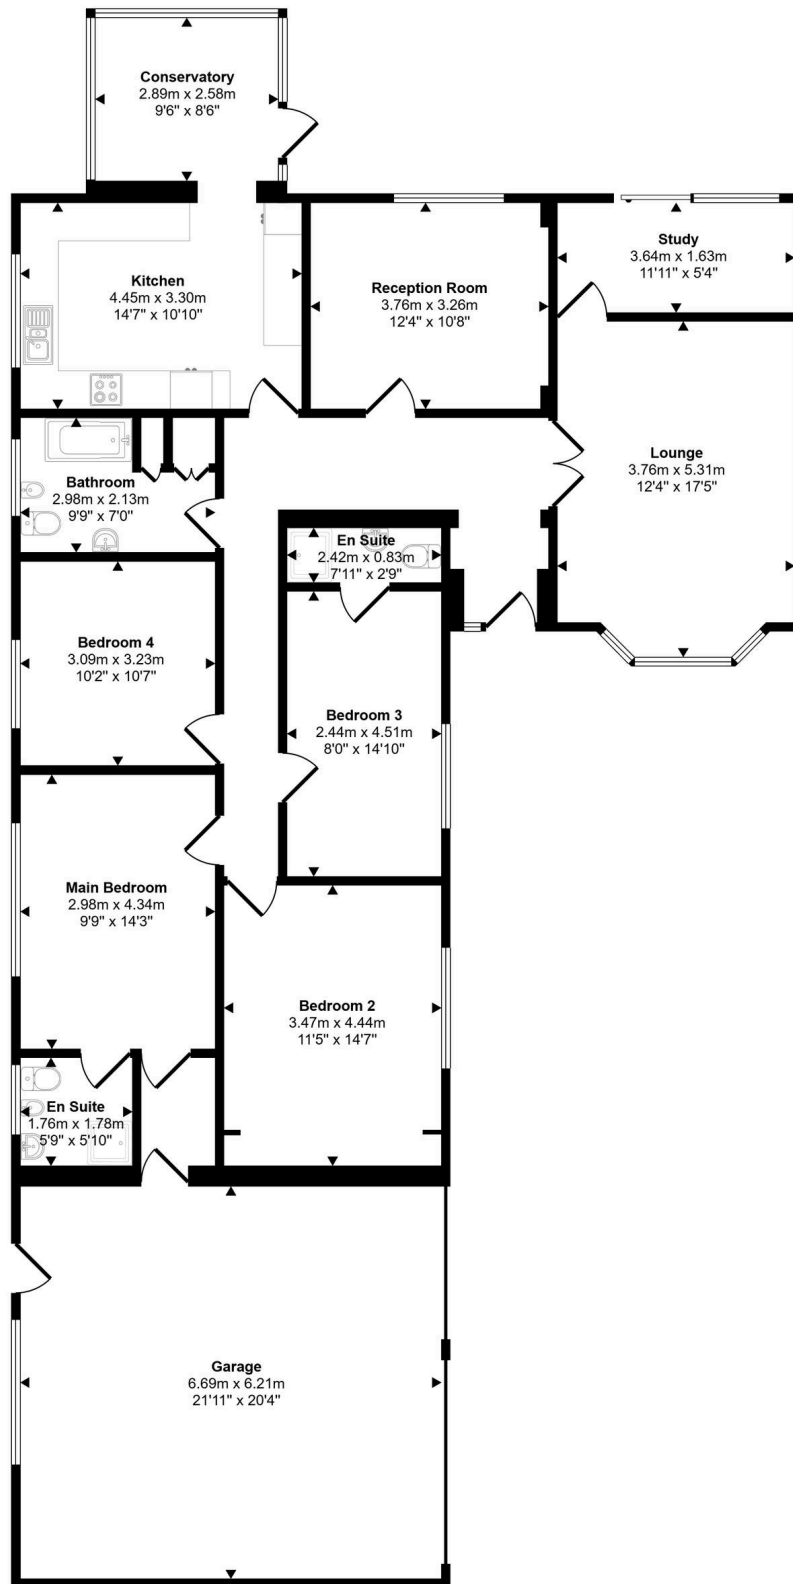 Conservatory
2.89m x 2.58m
9'6" x 8'6"
Kitchen
4.45m x 3.30m
14'7" x 10'10"
Reception Room
3.76m x 3.26m
12'4" x 10'8"
Study
3.64m x 1.63m
11'11" x 5'4"
Lounge
3.76m x 5.31m
12'4" x 17'5"
Bathroom
2.98m x 2.13m
9'9" x 7'0"
En Suite
2.42m x 0.83m
7'11" x 2'9"
Bedroom 4
3.09m x 3.23m
10'2" x 10'7"
Bedroom 3
2.44m x 4.51m
8'0" x 14'10"
Main Bedroom
2.98m x 4.34m
9'9" x 14'3"
Bedroom 2
3.47m x 4.44m
11'5" x 14'7"
En Suite
1.76m x 1.78m
5'9" x 5'10"
Garage
6.69m x 6.21m
21'11" x 20'4"